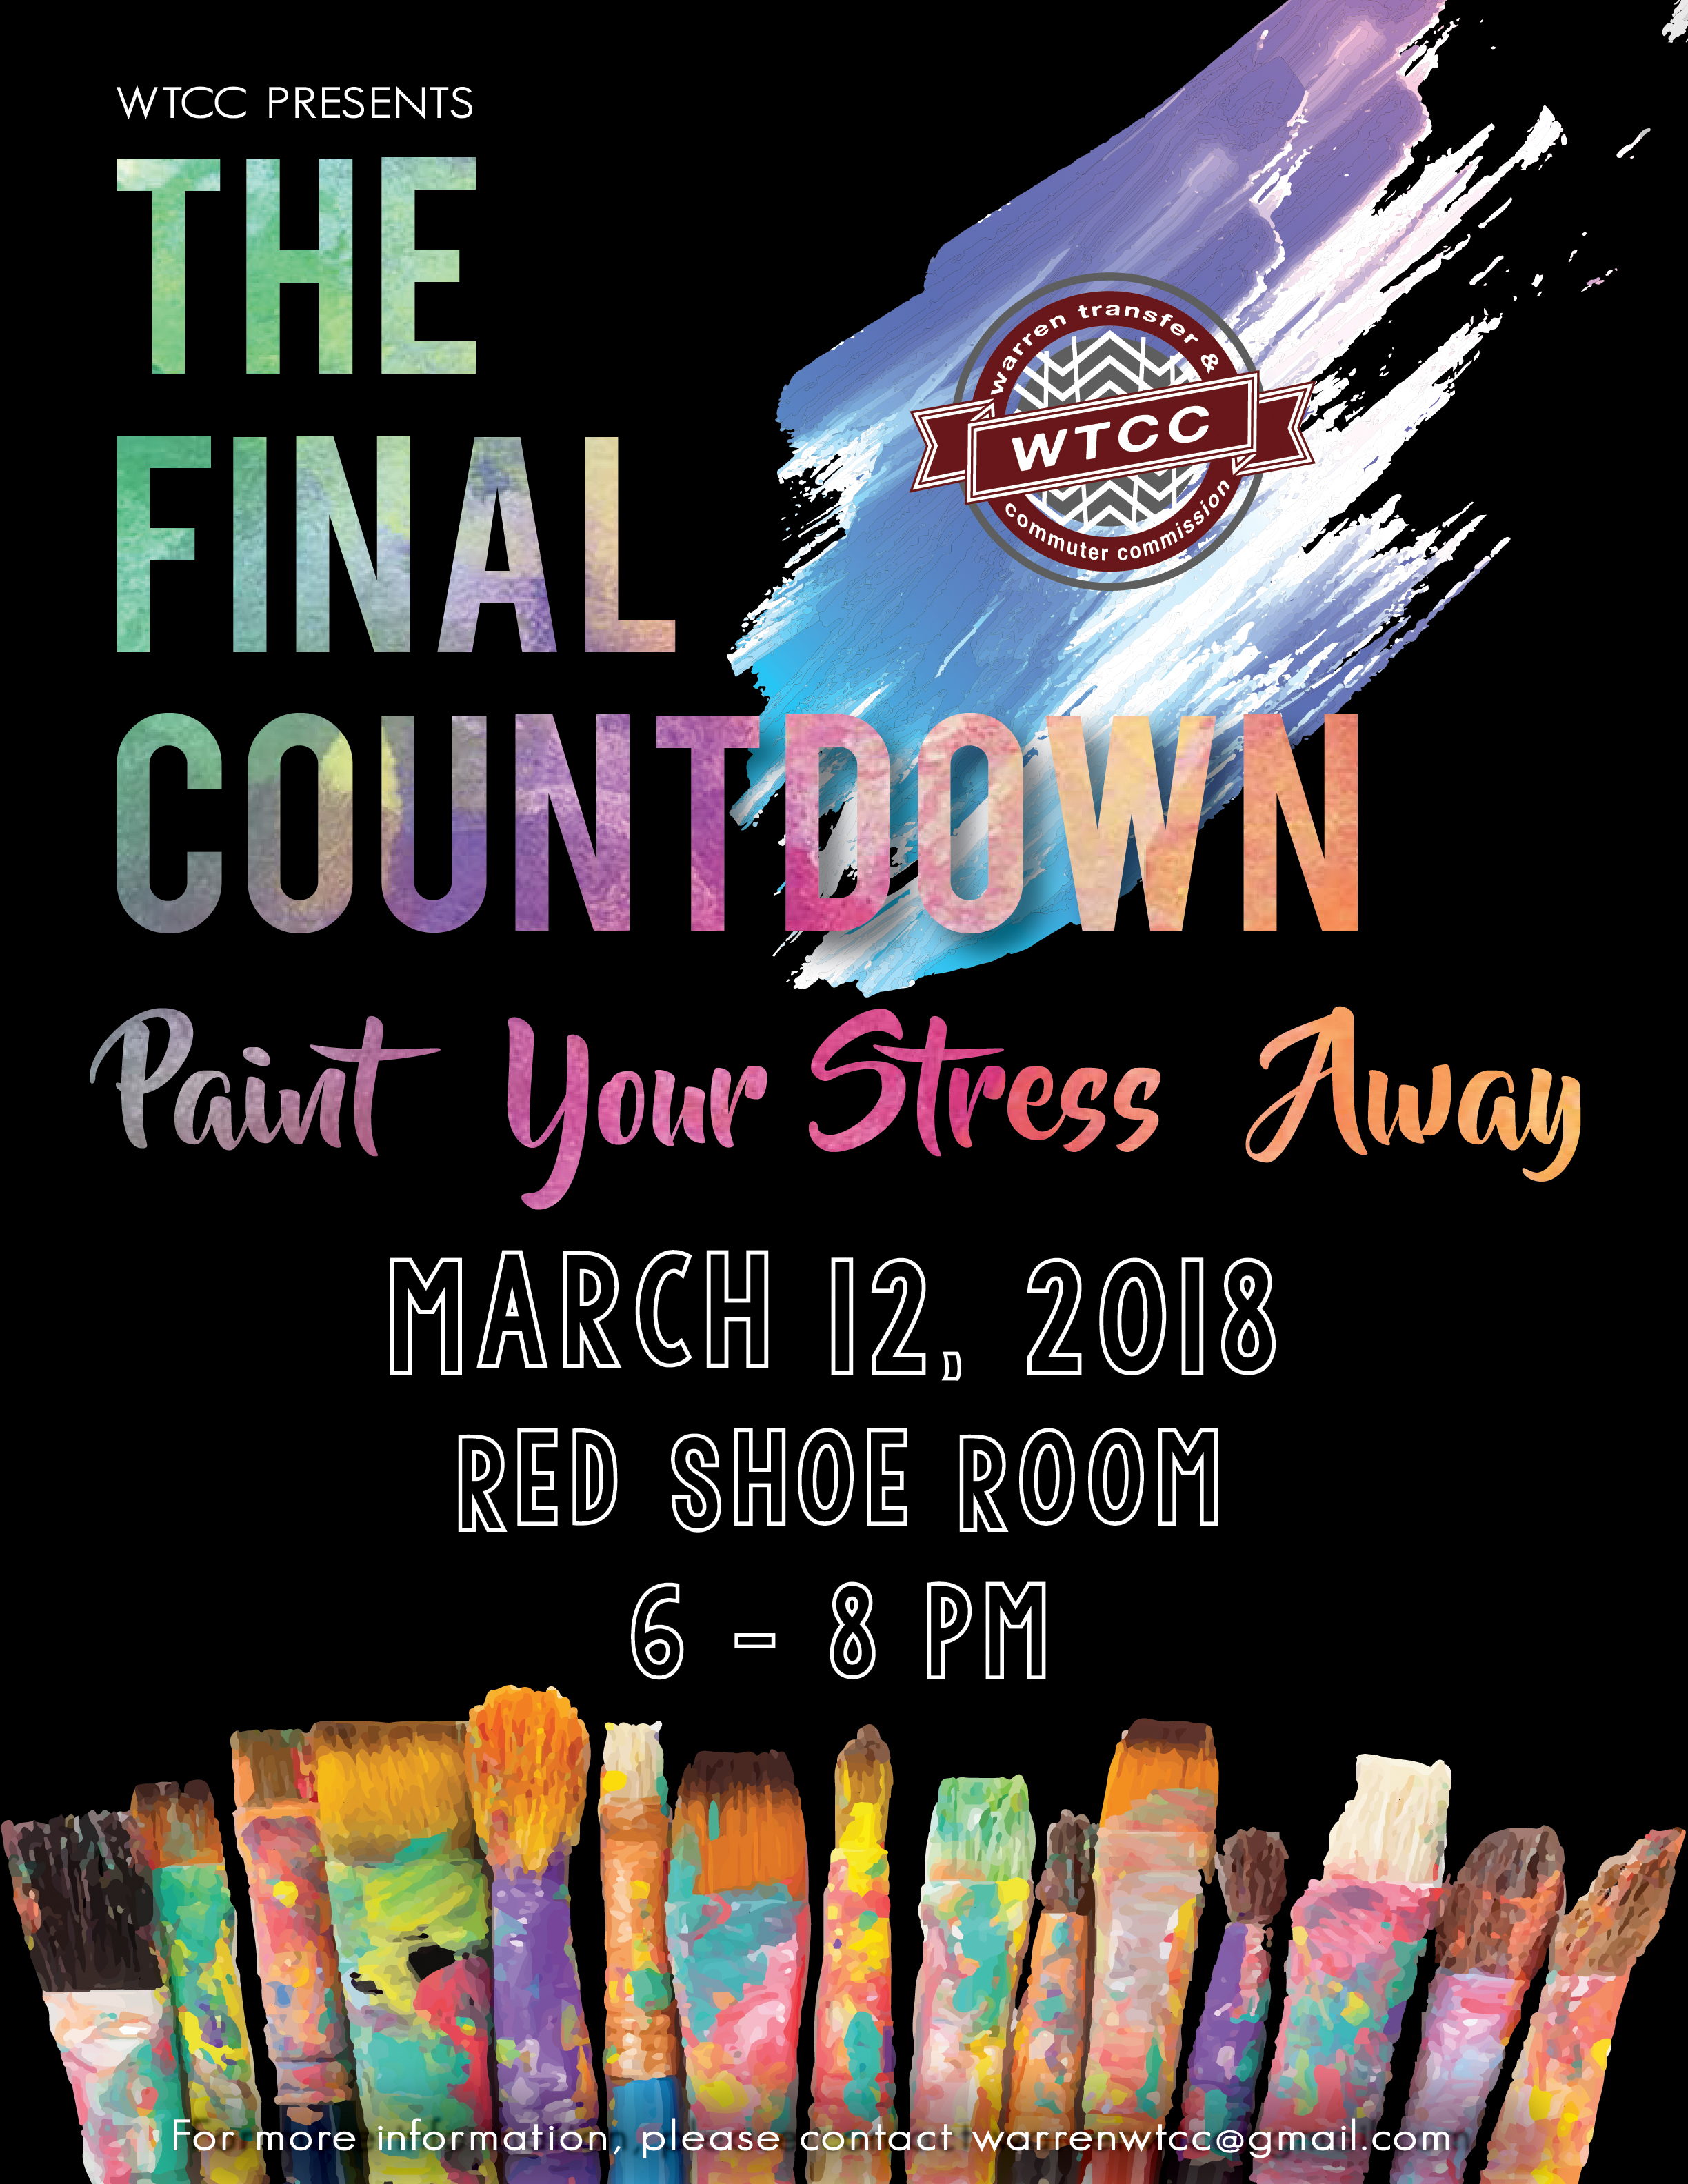 WTCC PRESENTS
THE
FINAL
COUNTDOWN
warren transfer &
WTCC
commuter commission
Paint Your Stress Away
MARCH 12, 2018
RED SHOE ROOM
6 - 8 PM
For more information, please contact warrenwtcc@gmail.com